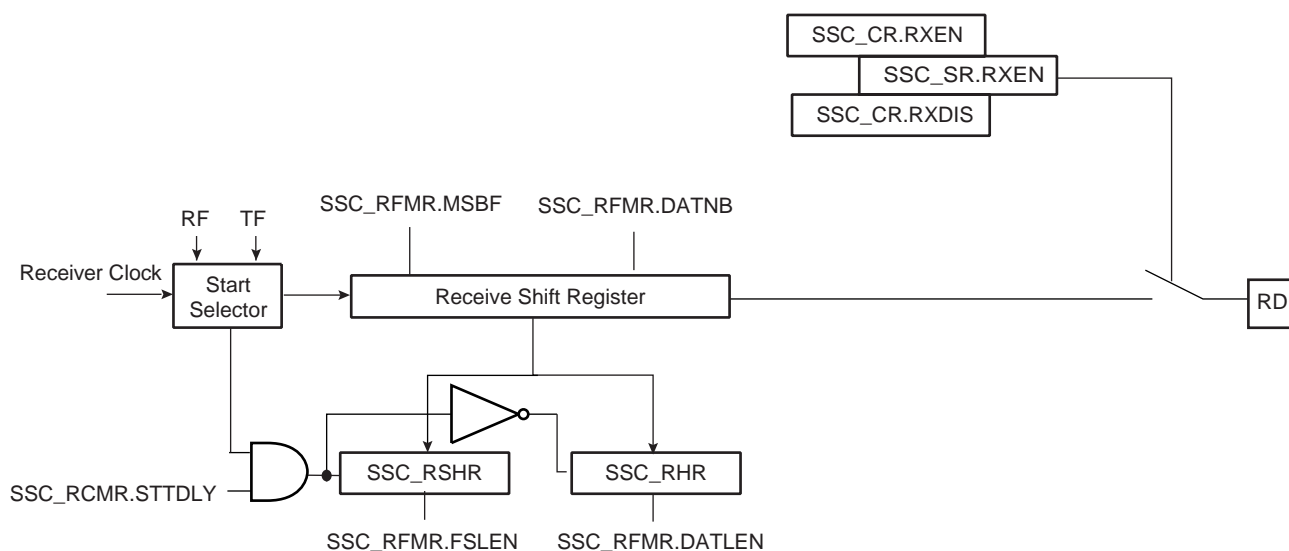 SSC_CR.RXEN
SSC_SR.RXEN
SSC_CR.RXDIS
SSC_RFMR.MSBF
SSC_RFMR.DATNB
RF
TF
Receiver Clock
Start
Selector
Receive Shift Register
RD
SSC_RSHR
SSC_RHR
SSC_RCMR.STTDLY
SSC_RFMR.FSLEN
SSC_RFMR.DATLEN